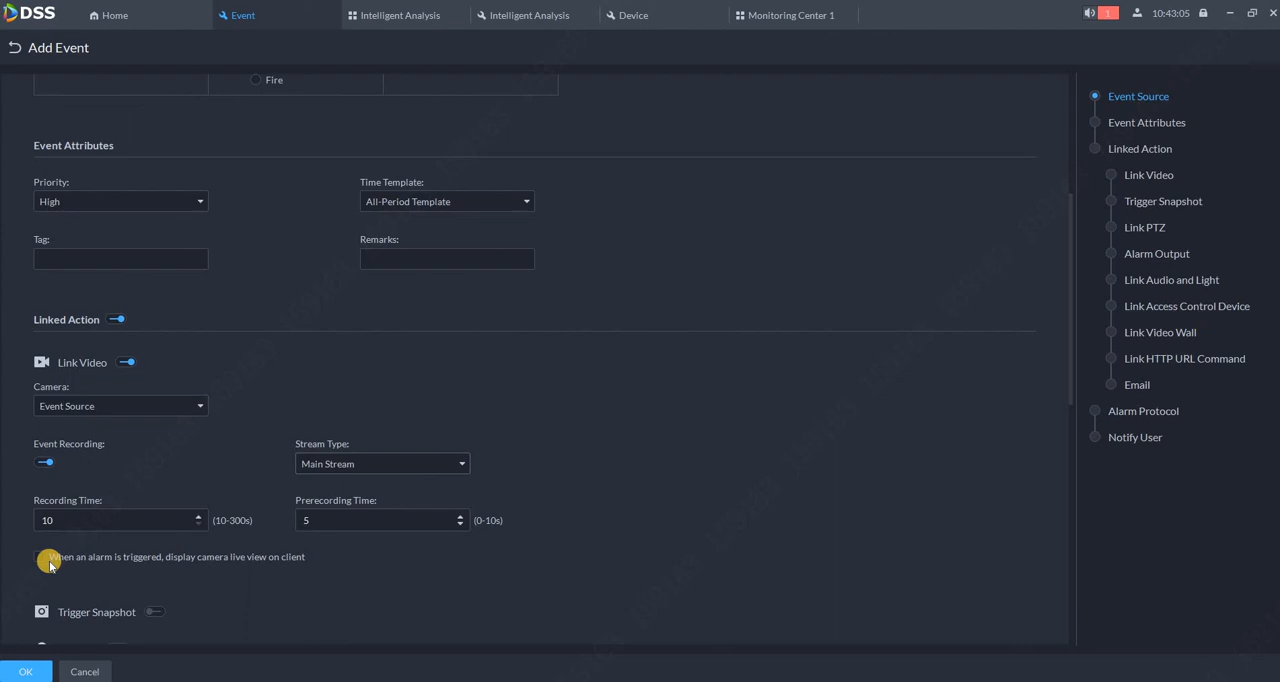 DSS Home Event Intelligent Analysis Intelligent Analysis Device Monitoring Center 1 1 10:43:05
Add Event
Fire
Event Attributes
Priority: Time Template:
High All-Period Template
Tag: Remarks:
Linked Action
Link Video
Camera:
Event Source
Event Recording: Stream Type:
Main Stream
Recording Time: Prerecording Time:
10 (10-300s) 5 (0-10s)
When an alarm is triggered, display camera live view on client
Trigger Snapshot
OK Cancel
Event Source
Event Attributes
Linked Action
Link Video
Trigger Snapshot
Link PTZ
Alarm Output
Link Audio and Light
Link Access Control Device
Link Video Wall
Link HTTP URL Command
Email
Alarm Protocol
Notify User